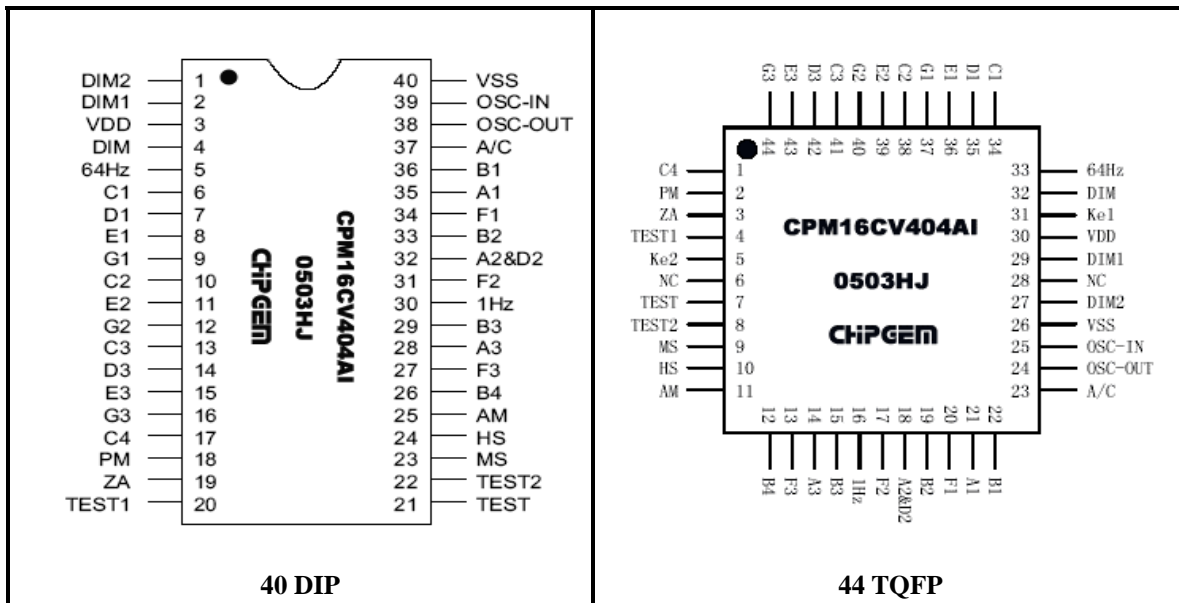 DIM2 1 40 VSS
DIM1 2 39 OSC-IN
VDD 3 38 OSC-OUT
DIM 4 37 A/C
64Hz 5 36 B1
C1 6 35 A1
D1 7 34 F1
E1 8 33 B2
G1 9 32 A2&D2
C2 10 31 F2
E2 11 30 1Hz
G2 12 29 B3
C3 13 28 A3
D3 14 27 F3
E3 15 26 B4
G3 16 25 AM
C4 17 24 HS
PM 18 23 MS
ZA 19 22 TEST2
TEST1 20 21 TEST
CPM16CV404AI
0503HJ
CHiPGEM
40 DIP
G3 E3 D3 C3 G2 E2 C2 G1 E1 D1 C1
44 43 42 41 40 39 38 37 36 35 34
C4 1 33 64Hz
PM 2 32 DIM
ZA 3 31 Ke1
TEST1 4 30 VDD
Ke2 5 29 DIM1
NC 6 28 NC
TEST 7 27 DIM2
TEST2 8 26 VSS
MS 9 25 OSC-IN
HS 10 24 OSC-OUT
AM 11 23 A/C
CPM16CV404AI
0503HJ
CHiPGEM
12 13 14 15 16 17 18 19 20 21 22
B4 F3 A3 B3 1Hz F2 A2&D2 B2 F1 A1 B1
44 TQFP